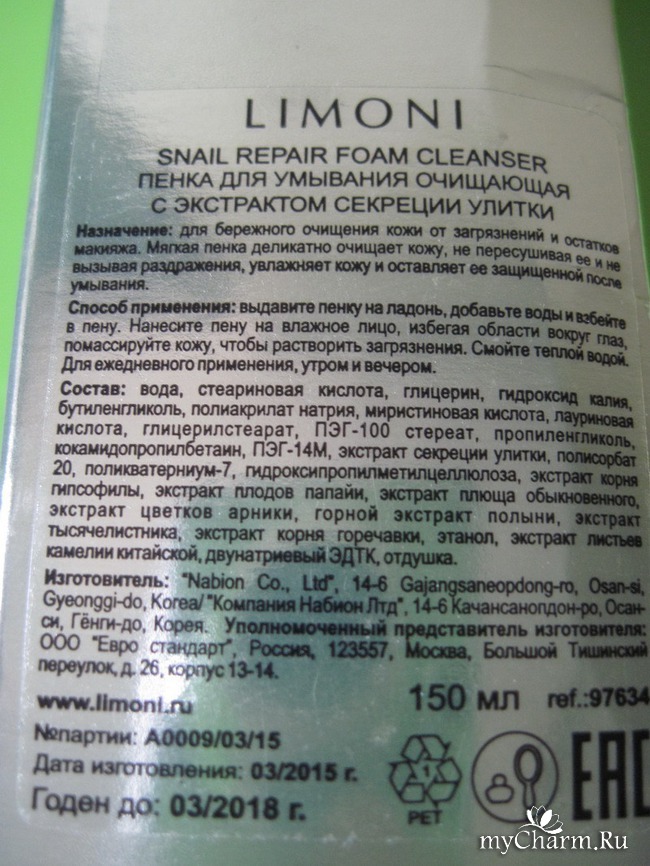 LIMONI
SNAIL REPAIR FOAM CLEANSER
ПЕНКА ДЛЯ УМЫВАНИЯ ОЧИЩАЮЩАЯ
С ЭКСТРАКТОМ СЕКРЕЦИИ УЛИТКИ
Назначение: для бережного очищения кожи от загрязнений и остатков
макияжа. Мягкая пенка деликатно очищает кожу, не пересушивая ее и не
вызывая раздражения, увлажняет кожу и оставляет ее защищенной после
умывания.
Способ применения: выдавите пенку на ладонь, добавьте воды и взбейте
в пену. Нанесите пену на влажное лицо, избегая области вокруг глаз,
помассируйте кожу, чтобы растворить загрязнения. Смойте теплой водой.
Для ежедневного применения, утром и вечером.
Состав: вода, стеариновая кислота, глицерин, гидроксид калия,
бутиленгликоль, полиакрилат натрия, миристиновая кислота, лауриновая
кислота, глицерилстеарат, ПЭГ-100 стереат, пропиленгликоль,
кокамидопропилбетаин, ПЭГ-14М, экстракт секреции улитки, полисорбат
20, поликватерниум-7, гидроксипропилметилцеллюлоза, экстракт корня
гипсофилы, экстракт плодов папайи, экстракт плюща обыкновенного,
экстракт цветков арники, горной экстракт полыни, экстракт
тысячелистника, экстракт корня горечавки, этанол, экстракт листьев
камелии китайской, двунатриевый ЭДТК, отдушка.
Изготовитель: "Nabion Co., Ltd", 14-6 Gajangsaneopdong-ro, Osan-si,
Gyeonggi-do, Korea/ "Компания Набион Лтд", 14-6 Качансанопдон-ро, Осан-
си, Гёнги-до, Корея. Уполномоченный представитель изготовителя:
ООО "Евро стандарт", Россия, 123557, Москва, Большой Тишинский
переулок, д. 26, корпус 13-14.
www.limoni.ru 150 мл ref.:97634
№партии: А0009/03/15
Дата изготовления: 03/2015 г.
Годен до: 03/2018 г.
1
PET
EAC
myCharm.Ru